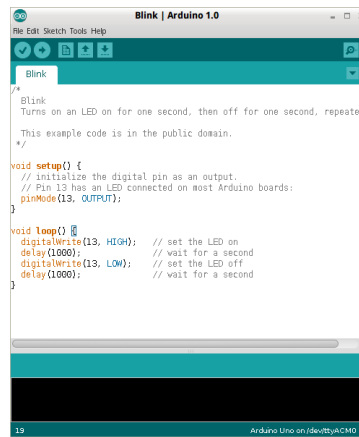 Blink | Arduino 1.0
File Edit Sketch Tools Help
Blink
/*
  Blink
  Turns on an LED on for one second, then off for one second, repeate

  This example code is in the public domain.
 */

void setup() {
  // initialize the digital pin as an output.
  // Pin 13 has an LED connected on most Arduino boards:
  pinMode(13, OUTPUT);
}

void loop() {
  digitalWrite(13, HIGH);   // set the LED on
  delay(1000);              // wait for a second
  digitalWrite(13, LOW);    // set the LED off
  delay(1000);              // wait for a second
}
19
Arduino Uno on /dev/ttyACM0